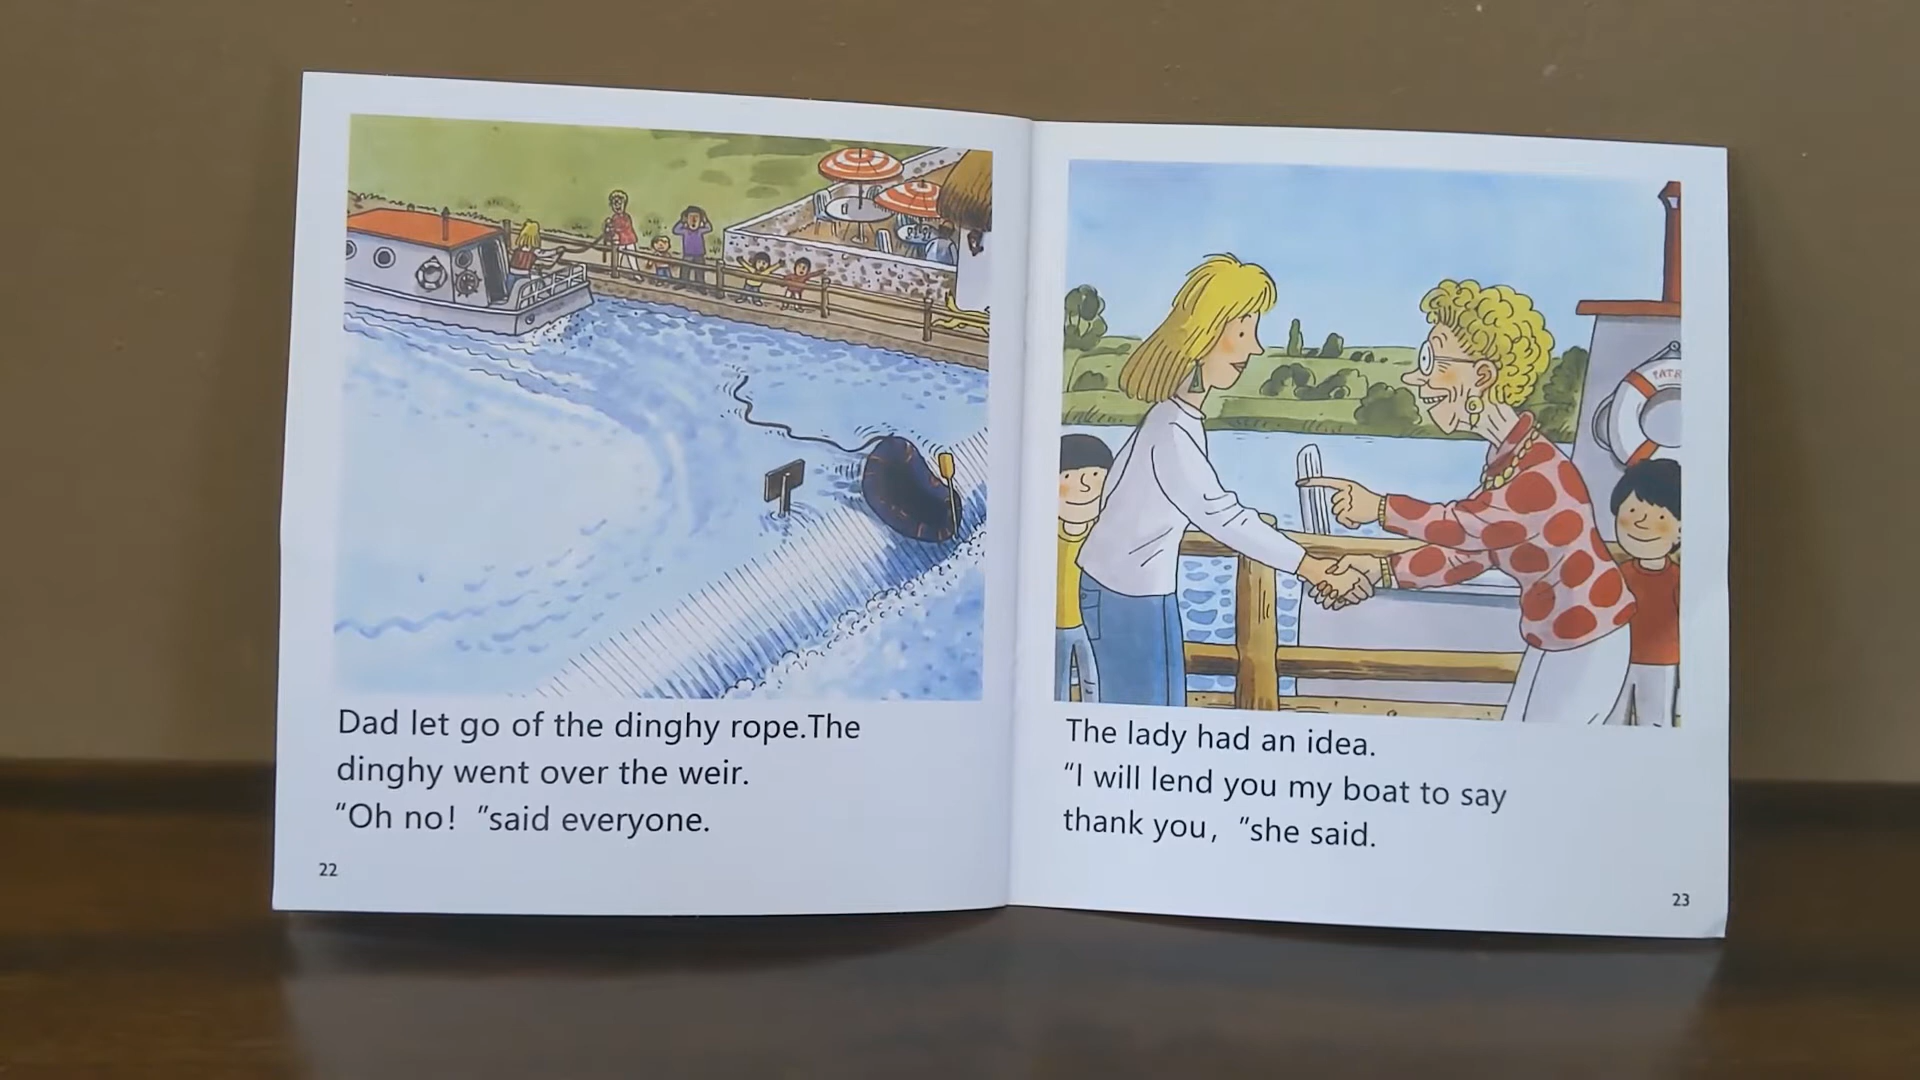 Dad let go of the dinghy rope.The
dinghy went over the weir.
“Oh no! ”said everyone.
22
The lady had an idea.
“I will lend you my boat to say
thank you, ”she said.
23